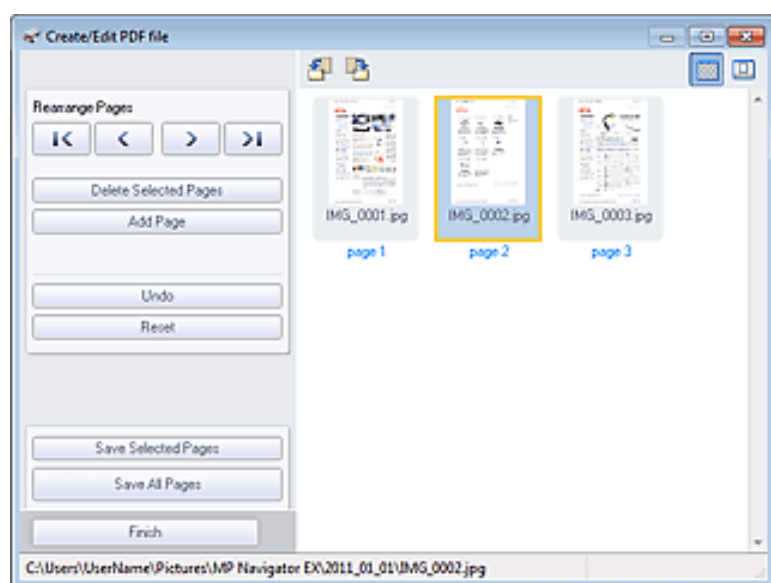 Create/Edit PDF file
Rearrange Pages
Delete Selected Pages
Add Page
Undo
Reset
Save Selected Pages
Save All Pages
Finish
IMG_0001.jpg
IMG_0002.jpg
IMG_0003.jpg
page 1
page 2
page 3
C:\Users\UserName\Pictures\MP Navigator EX\2011_01_01\IMG_0002.jpg